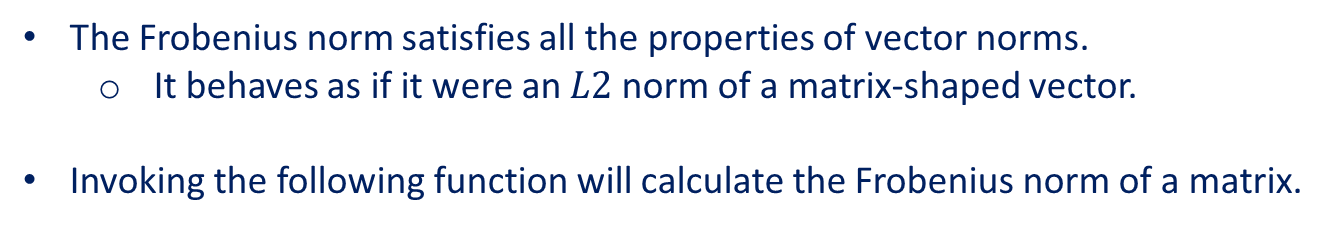 • The Frobenius norm satisfies all the properties of vector norms.
o It behaves as if it were an L2 norm of a matrix-shaped vector.
• Invoking the following function will calculate the Frobenius norm of a matrix.